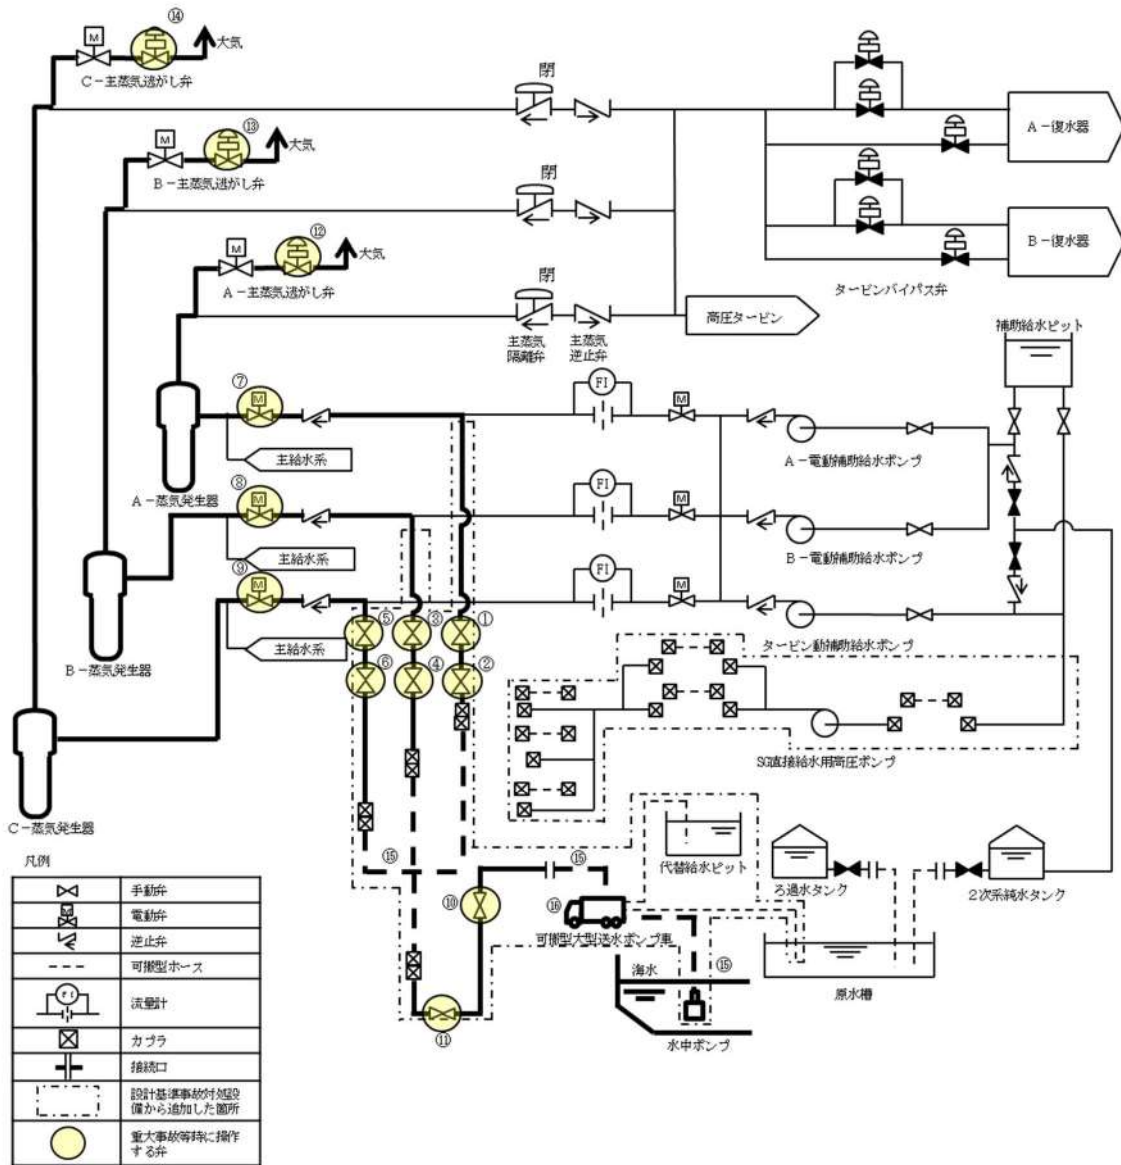 ⑭
M
大気
C-主蒸気逃がし弁
⑬
M
大気
B-主蒸気逃がし弁
⑫
M
大気
A-主蒸気逃がし弁
閉
閉
閉
主蒸気
隔離弁
主蒸気
逆止弁
A-復水器
B-復水器
タービンバイパス弁
高圧タービン
補助給水ピット
⑦
M
FI
M
主給水系
A-電動補助給水ポンプ
A-蒸気発生器
⑧
M
FI
M
主給水系
B-電動補助給水ポンプ
⑨
M
FI
M
主給水系
タービン動補助給水ポンプ
B-蒸気発生器
⑤
③
①
⑥
④
②
SG直接給水用高圧ポンプ
C-蒸気発生器
代替給水ピット
ろ過水タンク
2次系純水タンク
⑮
⑮
⑩
⑯
可搬型大型送水ポンプ車
海水
⑮
原水槽
⑪
水中ポンプ
凡例
手動弁
M
電動弁
逆止弁
可搬型ホース
FI
流量計
カプラ
接続口
設計基準事故対処設
備から追加した箇所
重大事故等時に操作
する弁